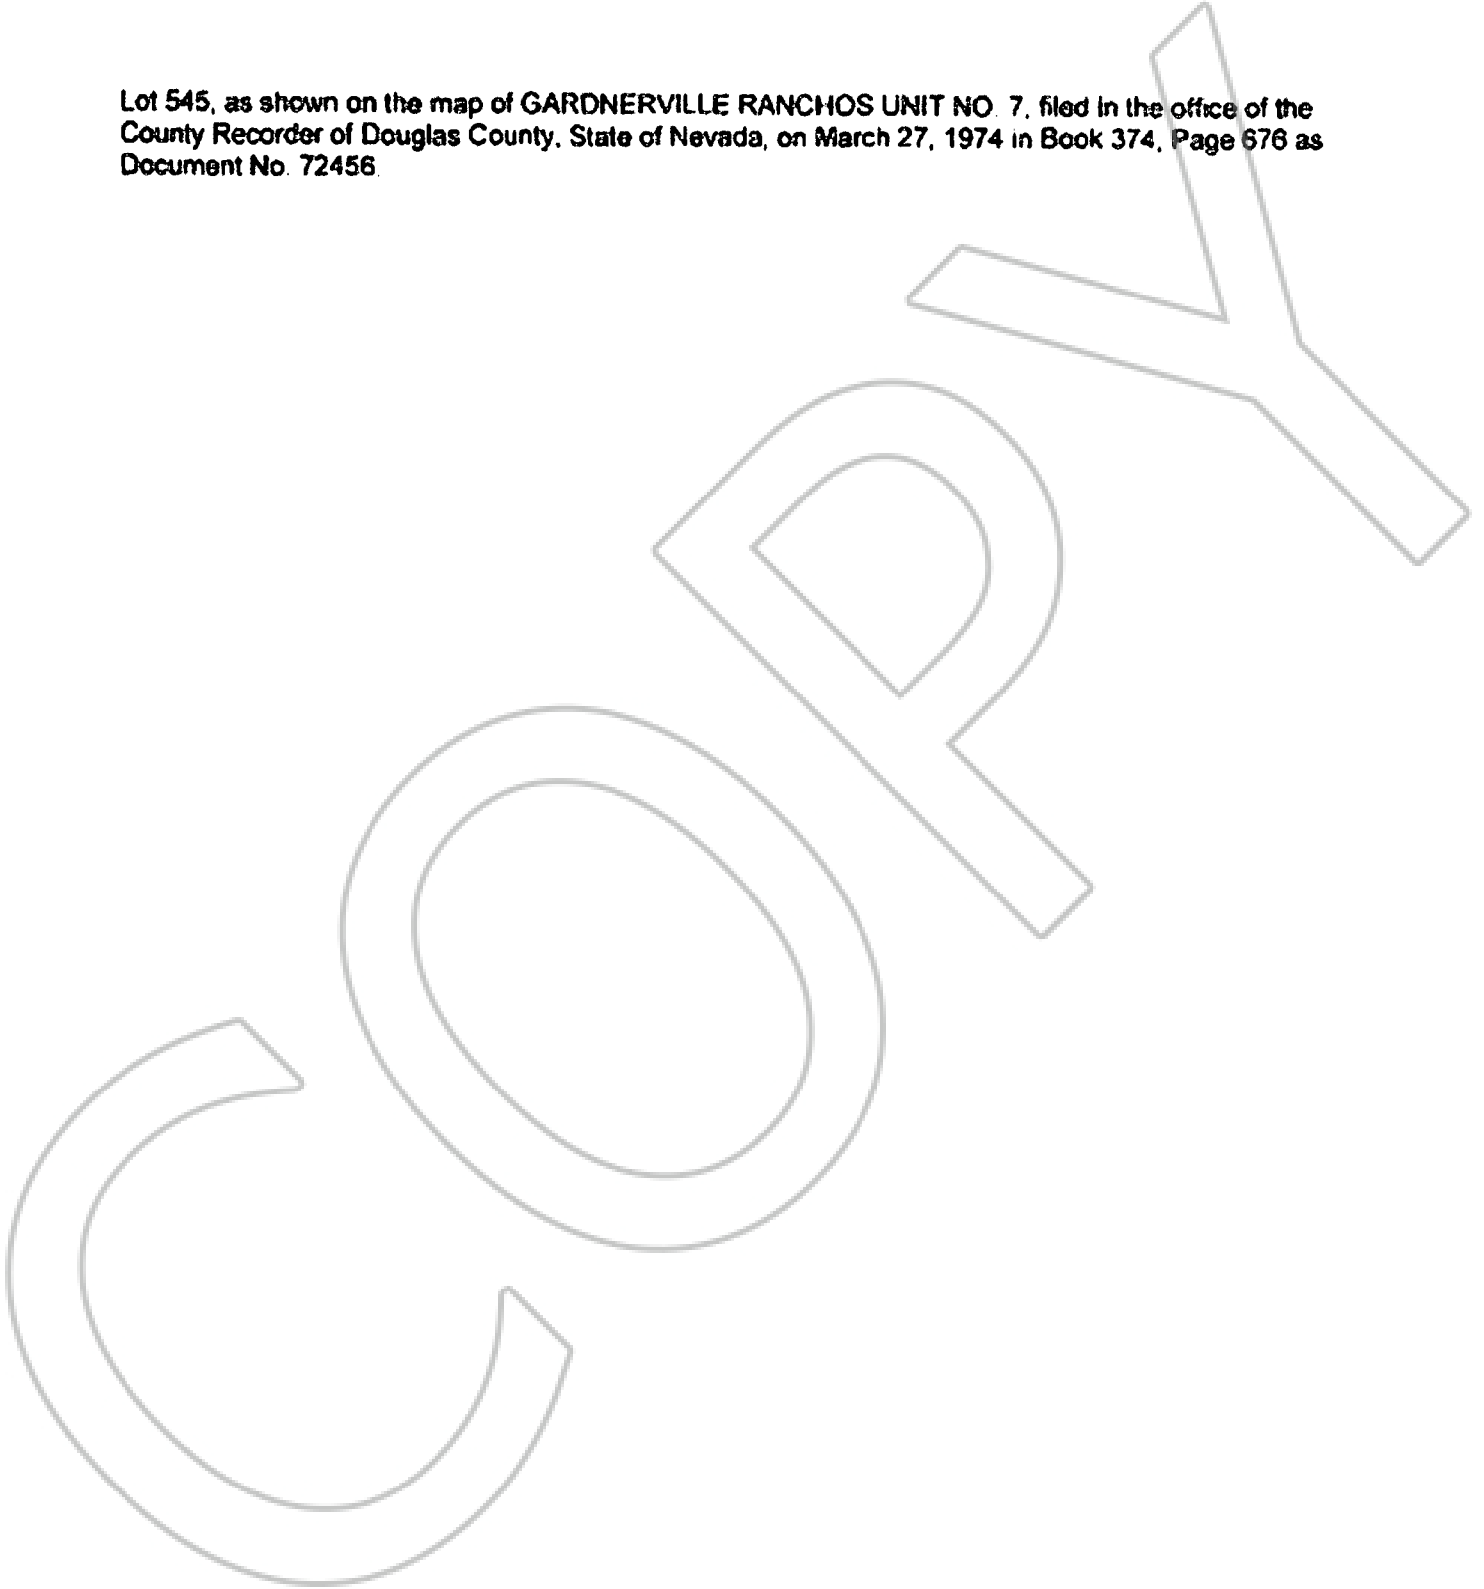 Lot 545, as shown on the map of GARDNERVILLE RANCHOS UNIT NO. 7, filed in the office of the
County Recorder of Douglas County, State of Nevada, on March 27, 1974 in Book 374, Page 676 as
Document No. 72456.
COPY